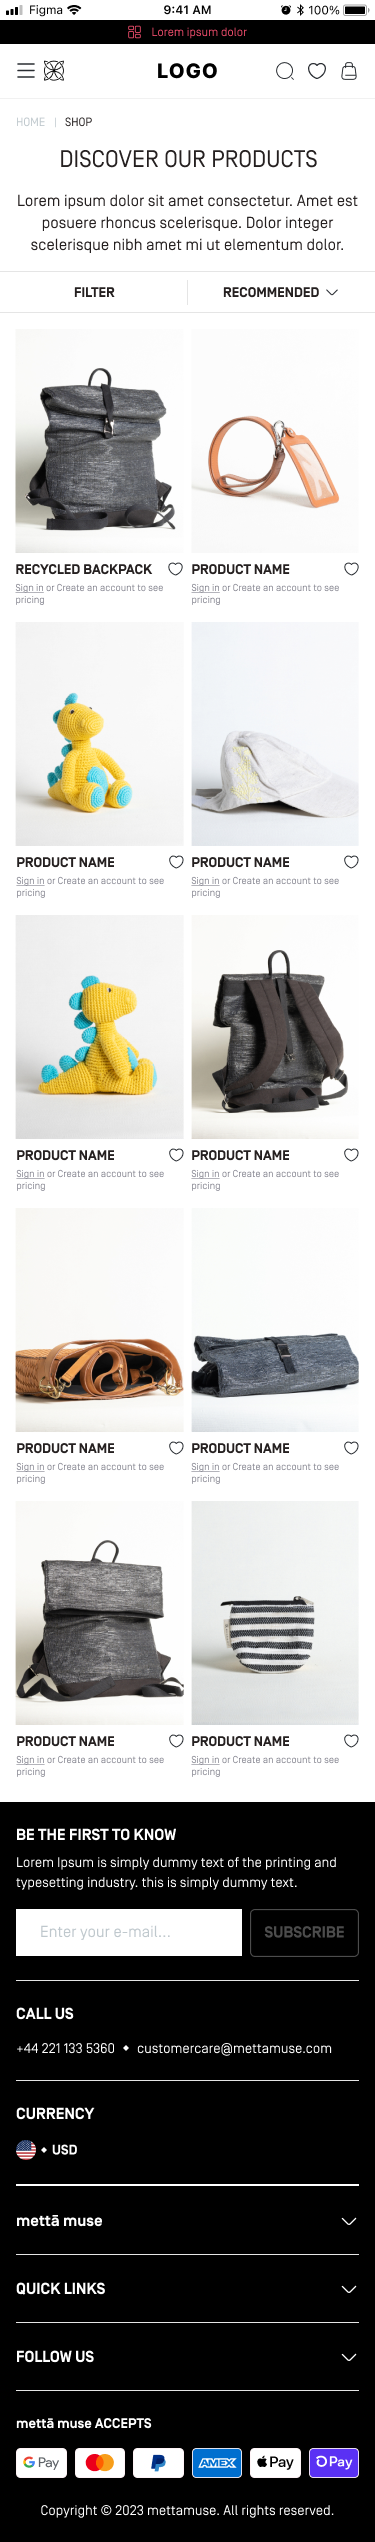 Figma
9:41 AM
100%
Lorem ipsum dolor
LOGO
HOME | SHOP
DISCOVER OUR PRODUCTS
Lorem ipsum dolor sit amet consectetur. Amet est
posuere rhoncus scelerisque. Dolor integer
scelerisque nibh amet mi ut elementum dolor.
FILTER
RECOMMENDED
RECYCLED BACKPACK
Sign in or Create an account to see
pricing
PRODUCT NAME
Sign in or Create an account to see
pricing
PRODUCT NAME
Sign in or Create an account to see
pricing
PRODUCT NAME
Sign in or Create an account to see
pricing
PRODUCT NAME
Sign in or Create an account to see
pricing
PRODUCT NAME
Sign in or Create an account to see
pricing
PRODUCT NAME
Sign in or Create an account to see
pricing
PRODUCT NAME
Sign in or Create an account to see
pricing
PRODUCT NAME
Sign in or Create an account to see
pricing
PRODUCT NAME
Sign in or Create an account to see
pricing
BE THE FIRST TO KNOW
Lorem Ipsum is simply dummy text of the printing and
typesetting industry. this is simply dummy text.
Enter your e-mail...
SUBSCRIBE
CALL US
+44 221 133 5360 customercare@mettamuse.com
CURRENCY
USD
mettā muse
QUICK LINKS
FOLLOW US
mettā muse ACCEPTS
G Pay
AMEX
Pay
Pay
Copyright © 2023 mettamuse. All rights reserved.